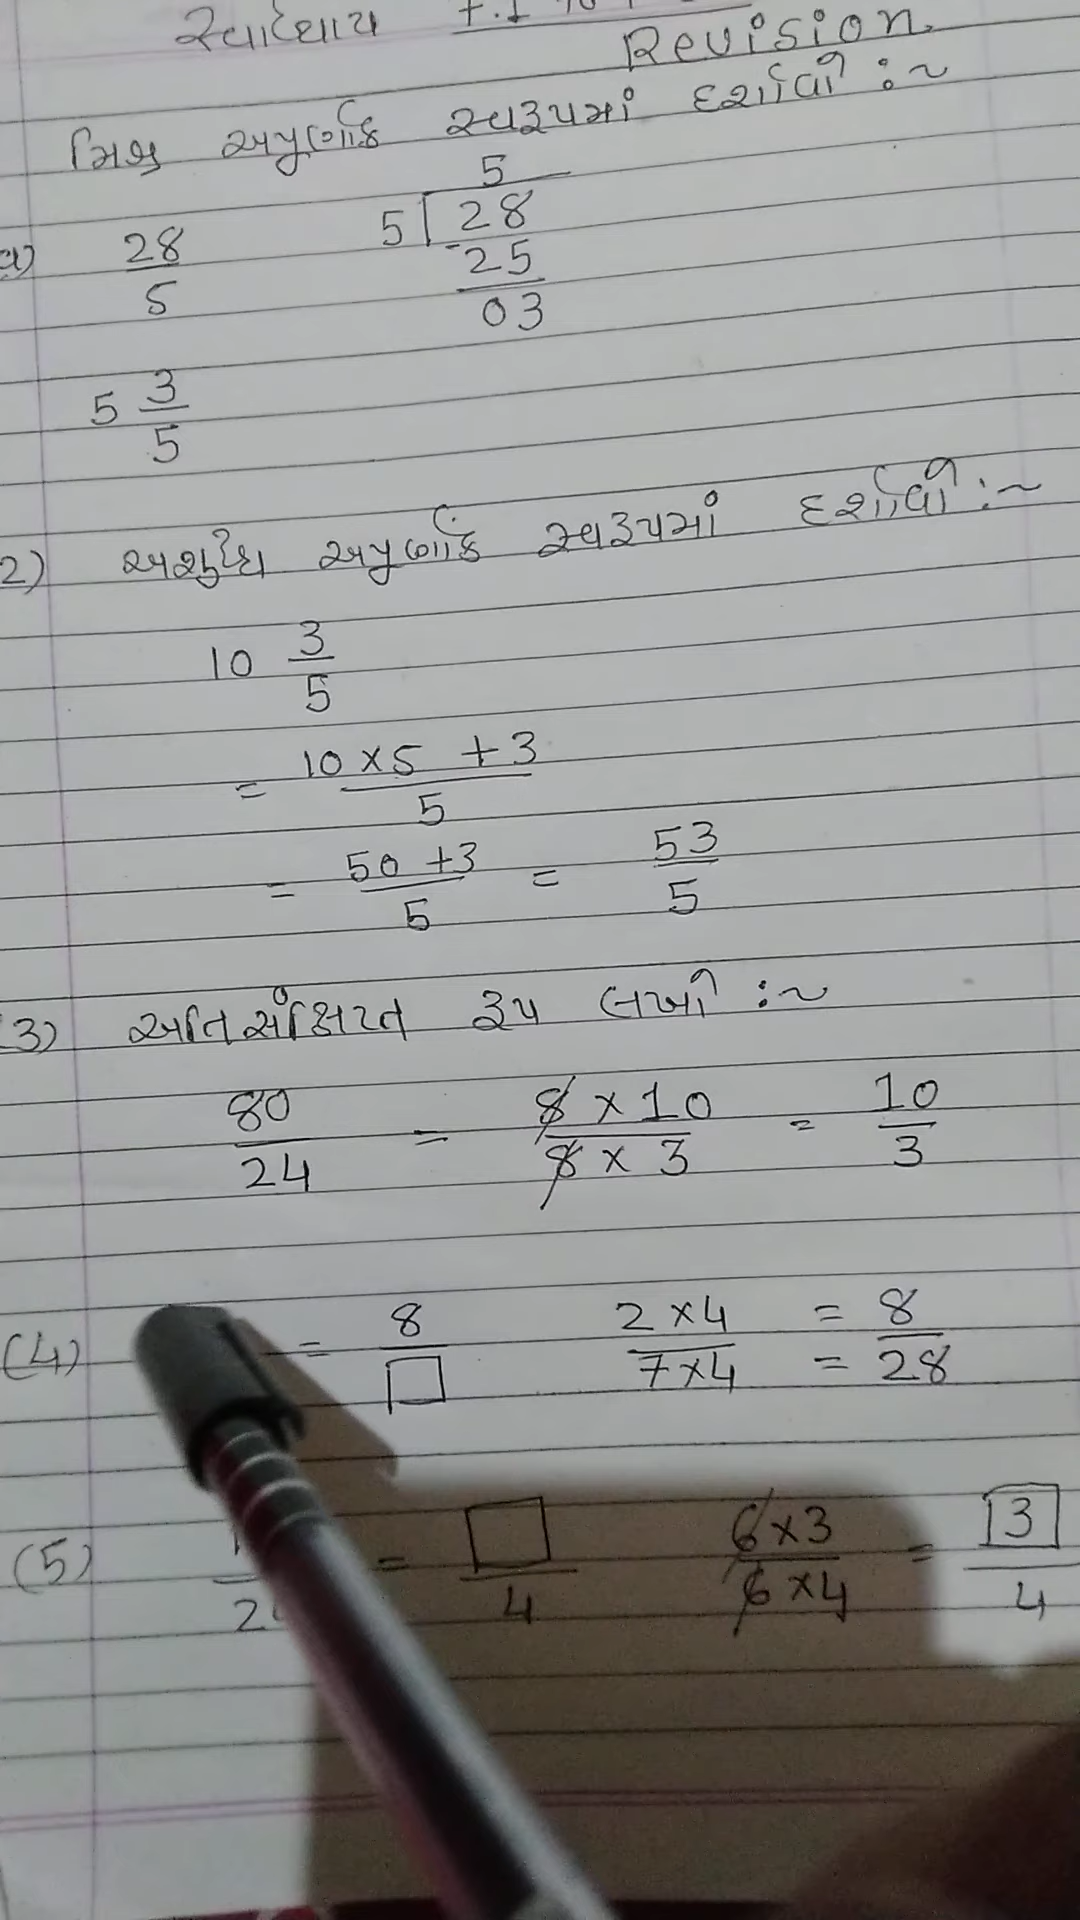 સ્વાધ્યાય
Revision
મિશ્ર અપૂર્ણાંક સ્વરૂપમાં દર્શાવો :~
28/5 5
5 | 28
-25
03
5 3/5
2) અશુદ્ધ અપૂર્ણાંક સ્વરૂપમાં દર્શાવો :~
10 3/5
= 10 × 5 + 3 / 5
= 50 + 3 / 5 = 53/5
3) અતિસંક્ષિપ્ત રૂપ લખો :~
80/24 = 8 × 10 / 8 × 3 = 10/3
(4) = 8/□ 2 × 4 / 7 × 4 = 8 / = 28
(5) = □/4 6 × 3 / 6 × 4 = 3/4